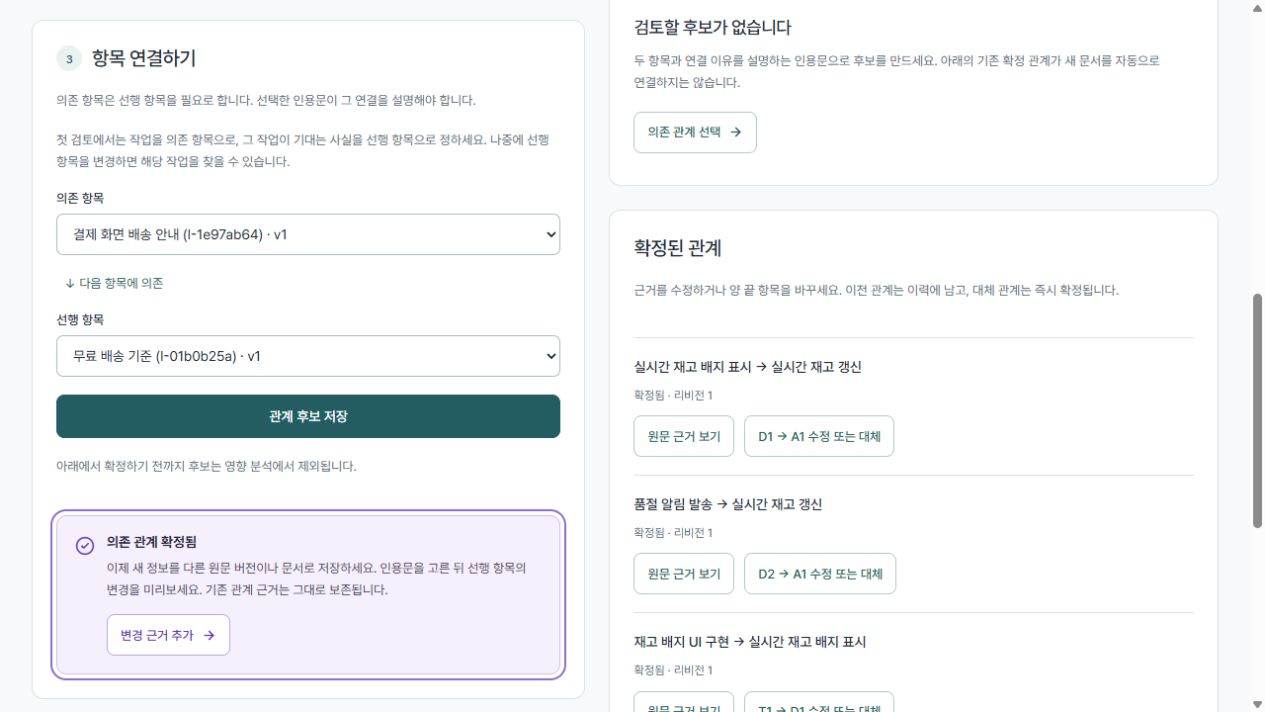 3 항목 연결하기
의존 항목은 선행 항목을 필요로 합니다. 선택한 인용문이 그 연결을 설명해야 합니다.
첫 검토에서는 작업을 의존 항목으로, 그 작업이 기대는 사실을 선행 항목으로 정하세요. 나중에 선행
항목을 변경하면 해당 작업을 찾을 수 있습니다.
의존 항목
결제 화면 배송 안내 (I-1e97ab64) · v1
↓ 다음 항목에 의존
선행 항목
무료 배송 기준 (I-01b0b25a) · v1
관계 후보 저장
아래에서 확정하기 전까지 후보는 영향 분석에서 제외됩니다.
의존 관계 확정됨
이제 새 정보를 다른 원문 버전이나 문서로 저장하세요. 인용문을 고른 뒤 선행 항목의
변경을 미리보세요. 기존 관계 근거는 그대로 보존됩니다.
변경 근거 추가 →
검토할 후보가 없습니다
두 항목과 연결 이유를 설명하는 인용문으로 후보를 만드세요. 아래의 기존 확정 관계가 새 문서를 자동으로
연결하지는 않습니다.
의존 관계 선택 →
확정된 관계
근거를 수정하거나 양 끝 항목을 바꾸세요. 이전 관계는 이력에 남고, 대체 관계는 즉시 확정됩니다.
실시간 재고 배지 표시 → 실시간 재고 갱신
확정됨 · 리비전 1
원문 근거 보기
D1 → A1 수정 또는 대체
품절 알림 발송 → 실시간 재고 갱신
확정됨 · 리비전 1
원문 근거 보기
D2 → A1 수정 또는 대체
재고 배지 UI 구현 → 실시간 재고 배지 표시
확정됨 · 리비전 1
원문 근거 보기
T1 → D1 수정 또는 대체